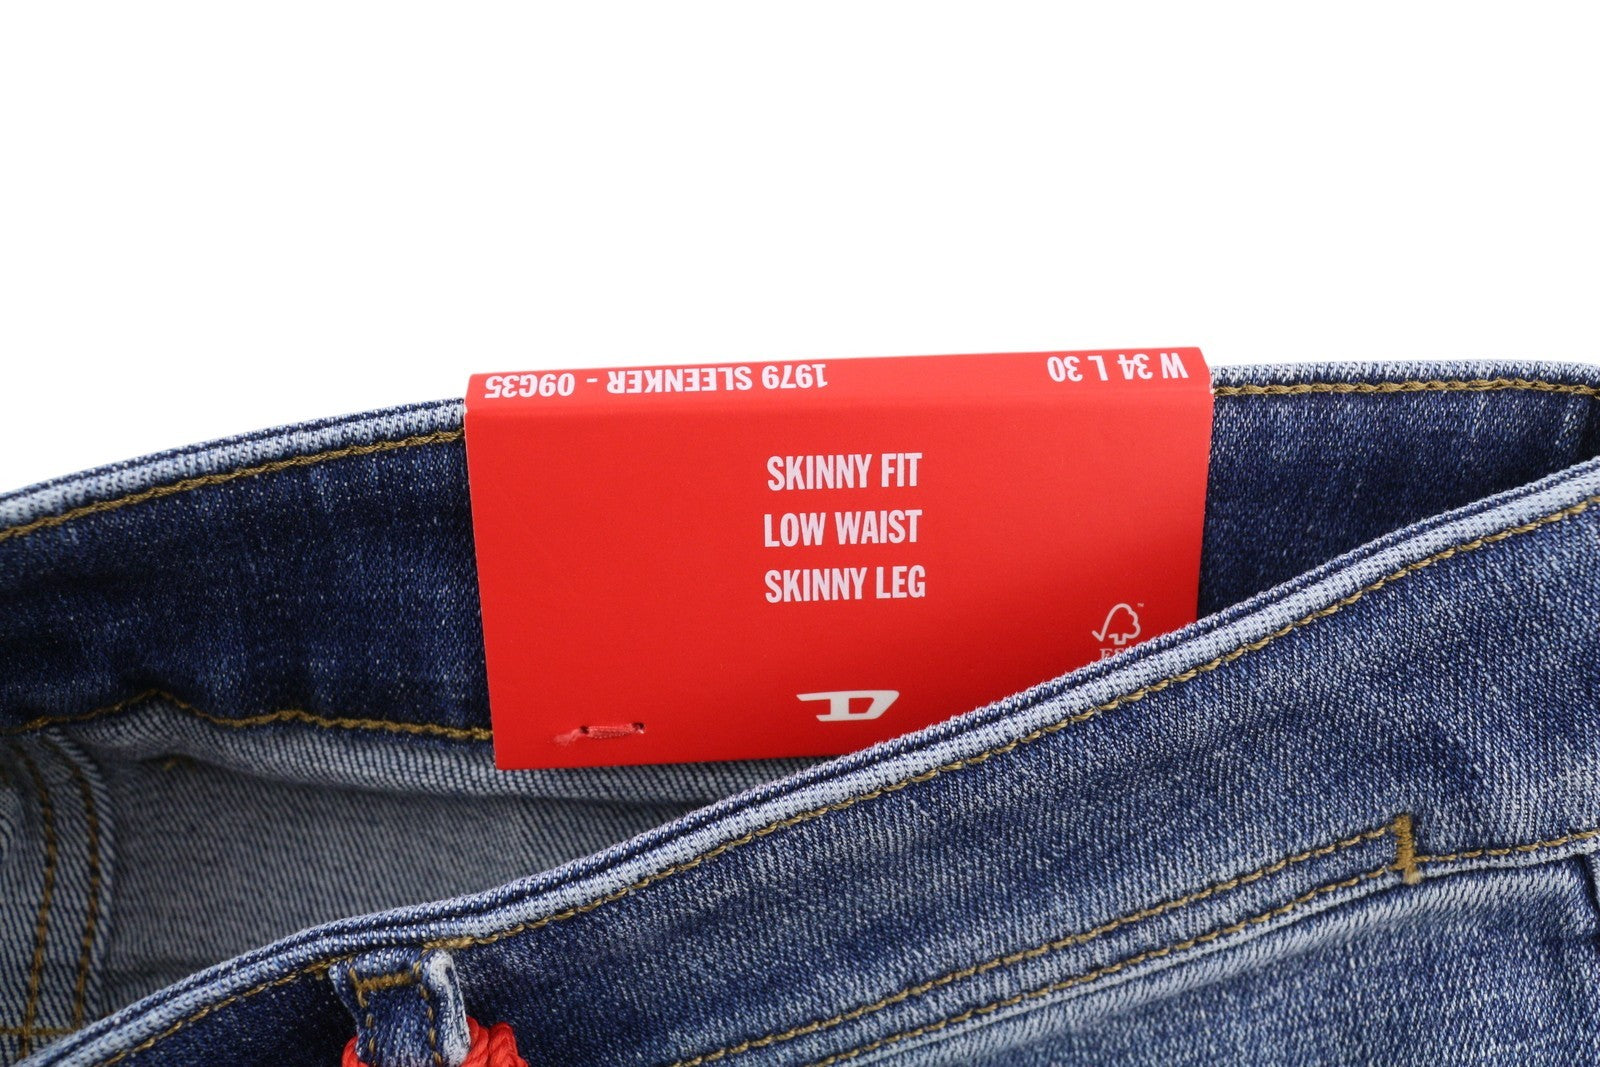 1979 SLEENKER - 09G35
W 34 L 30
SKINNY FIT
LOW WAIST
SKINNY LEG